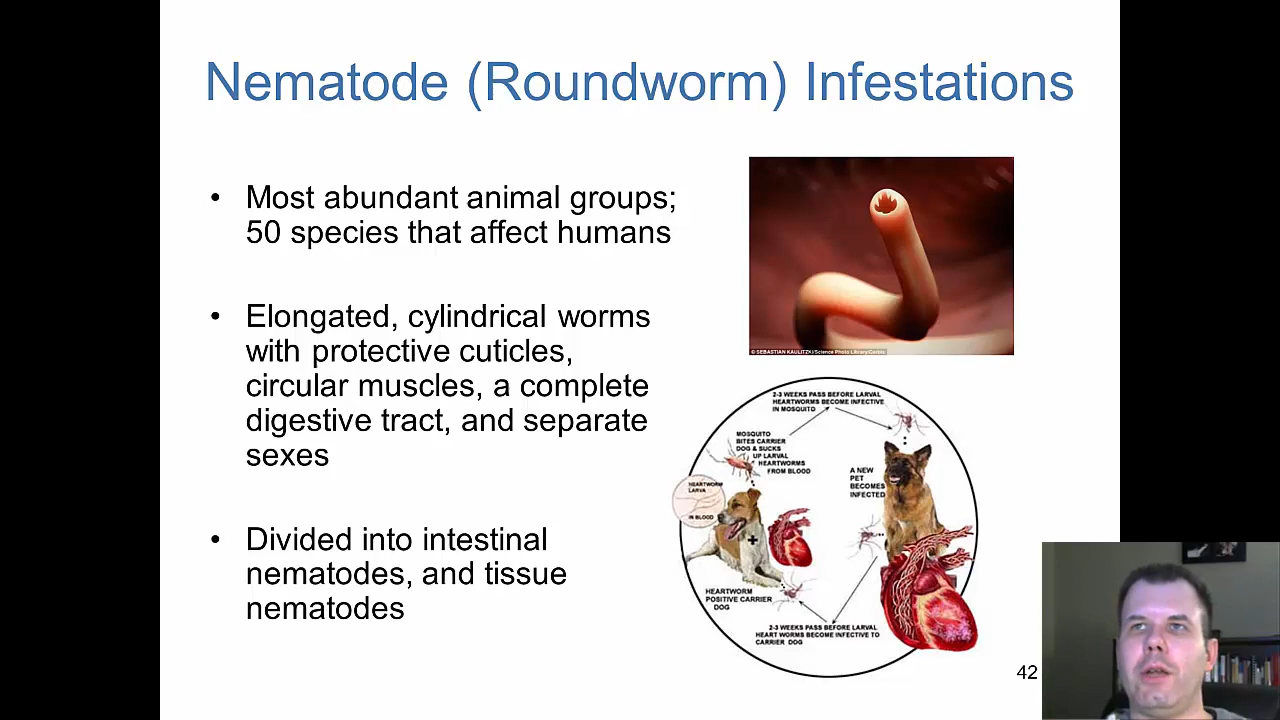 Nematode (Roundworm) Infestations
• Most abundant animal groups;
50 species that affect humans
• Elongated, cylindrical worms
with protective cuticles,
circular muscles, a complete
digestive tract, and separate
sexes
• Divided into intestinal
nematodes, and tissue
nematodes
© SEBASTIAN KAULITZKI/Science Photo Library/Corbis
2-3 WEEKS PASS BEFORE LARVAL
HEARTWORMS BECOME INFECTIVE
IN MOSQUITO
MOSQUITO
BITES CARRIER
DOG & SUCKS
UP LARVAL
HEARTWORMS
FROM BLOOD
HEARTWORM
LARVA
IN BLOOD
A NEW
PET
BECOMES
INFECTED
HEARTWORM
POSITIVE CARRIER
DOG
2-3 WEEKS PASS BEFORE LARVAL
HEART WORMS BECOME INFECTIVE TO
CARRIER DOG
42